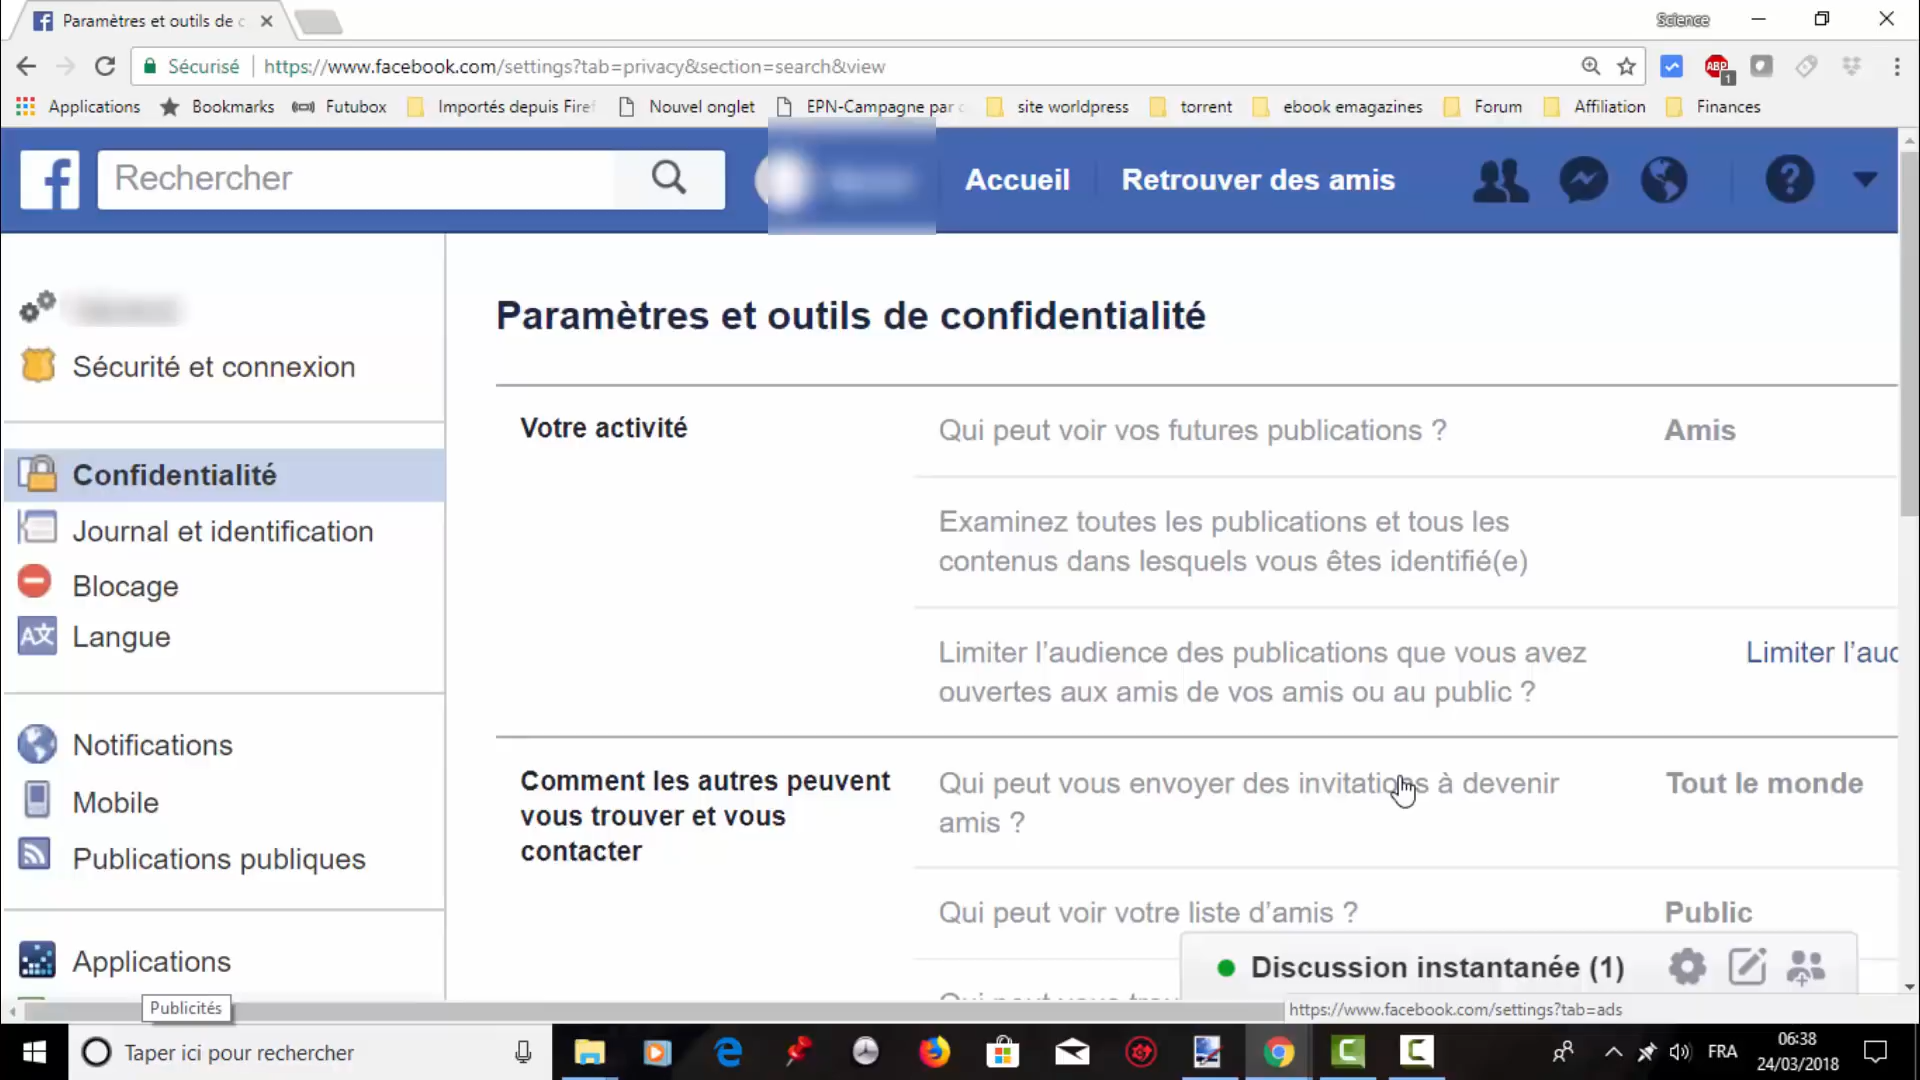 Paramètres et outils de c
Science
Sécurisé
https://www.facebook.com/settings?tab=privacy&section=search&view
ABP
1
Applications
Bookmarks
Futubox
Importés depuis Firef
Nouvel onglet
EPN-Campagne par
site worldpress
torrent
ebook emagazines
Forum
Affiliation
Finances
f
Rechercher
Accueil
Retrouver des amis
Sécurité et connexion
Confidentialité
Journal et identification
Blocage
Langue
Notifications
Mobile
Publications publiques
Applications
Publicités
Paramètres et outils de confidentialité
Votre activité
Qui peut voir vos futures publications ?
Amis
Examinez toutes les publications et tous les
contenus dans lesquels vous êtes identifié(e)
Limiter l’audience des publications que vous avez
ouvertes aux amis de vos amis ou au public ?
Limiter l’aud
Comment les autres peuvent
vous trouver et vous
contacter
Qui peut vous envoyer des invitations à devenir
amis ?
Tout le monde
Qui peut voir votre liste d’amis ?
Public
Discussion instantanée (1)
https://www.facebook.com/settings?tab=ads
Taper ici pour rechercher
FRA
06:38
24/03/2018